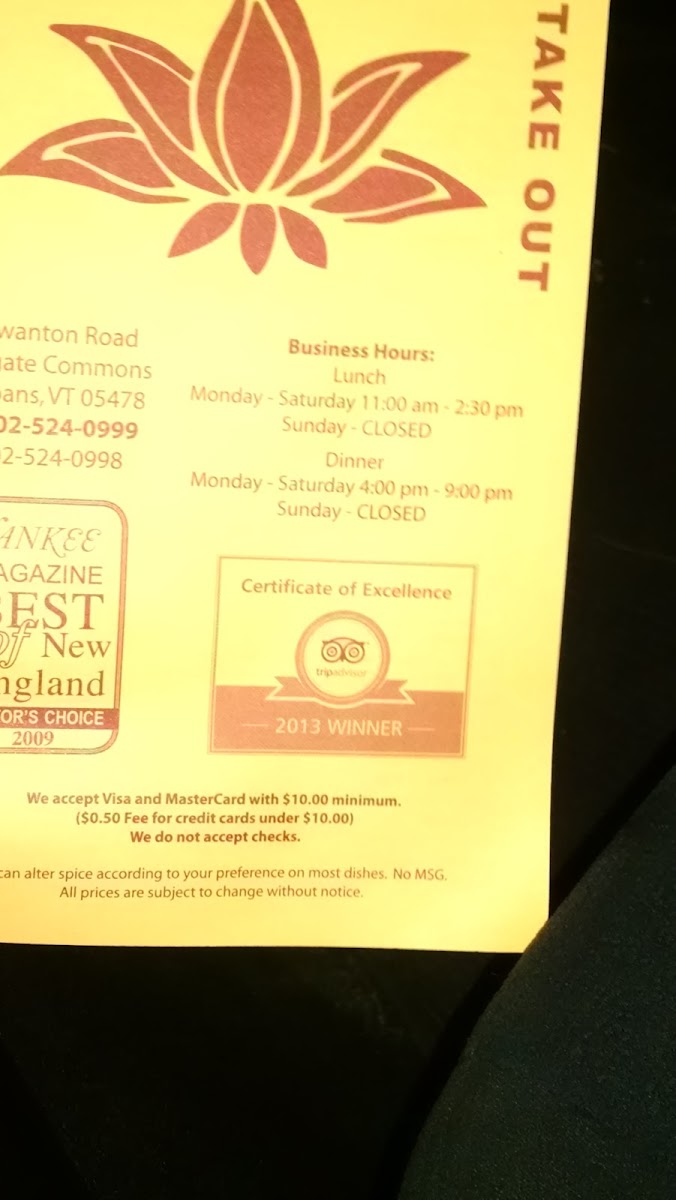 TAKE OUT
wanton Road
ate Commons
ans, VT 05478
02-524-0999
2-524-0998
Business Hours:
Lunch
Monday - Saturday 11:00 am - 2:30 pm
Sunday - CLOSED
Dinner
Monday - Saturday 4:00 pm - 9:00 pm
Sunday - CLOSED
ANKEE
AGAZINE
BEST
of New
ngland
OR'S CHOICE
2009
Certificate of Excellence
tripadvisor
2013 WINNER
We accept Visa and MasterCard with $10.00 minimum.
($0.50 Fee for credit cards under $10.00)
We do not accept checks.
can alter spice according to your preference on most dishes. No MSG.
All prices are subject to change without notice.